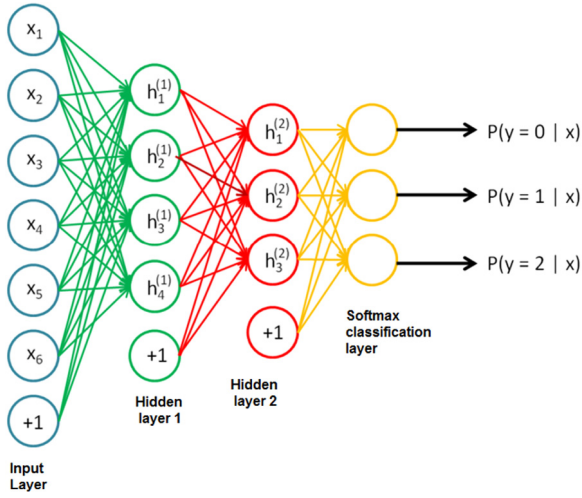 x₁
x₂
x₃
x₄
x₅
x₆
+1
Input
Layer
h₁⁽¹⁾
h₂⁽¹⁾
h₃⁽¹⁾
h₄⁽¹⁾
+1
Hidden
layer 1
h₁⁽²⁾
h₂⁽²⁾
h₃⁽²⁾
+1
Hidden
layer 2
Softmax
classification
layer
P(y = 0 | x)
P(y = 1 | x)
P(y = 2 | x)